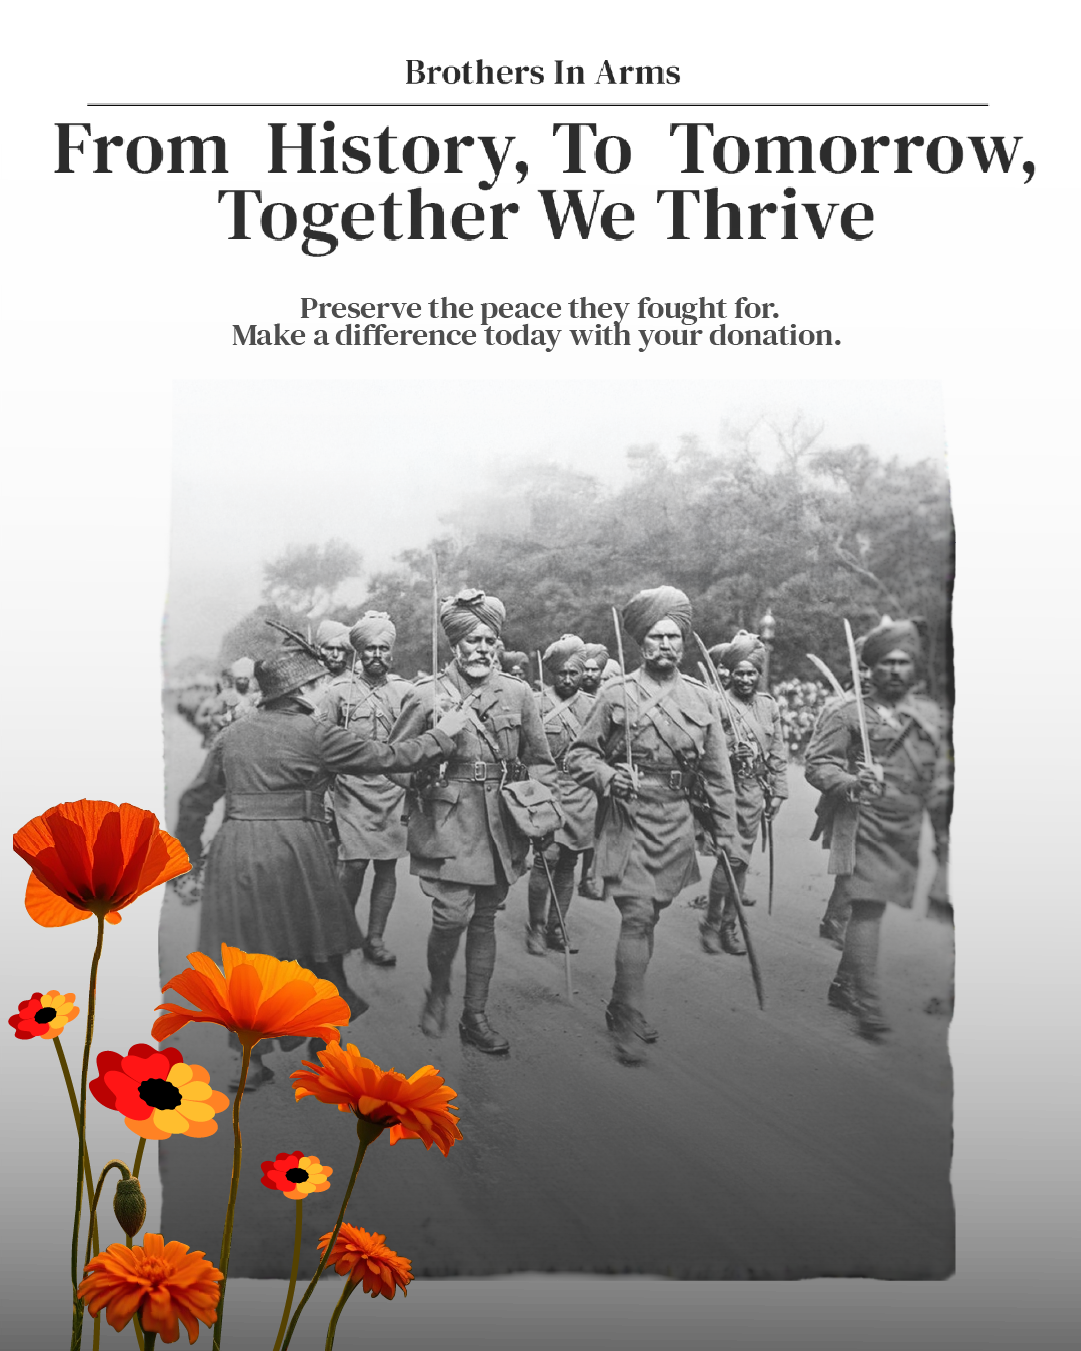 Brothers In Arms
From History, To Tomorrow,
Together We Thrive
Preserve the peace they fought for.
Make a difference today with your donation.